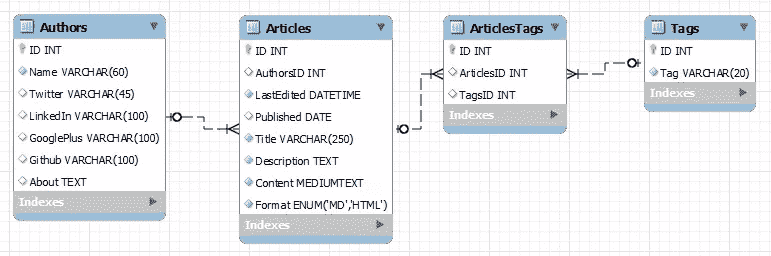 Authors
ID INT
Name VARCHAR(60)
Twitter VARCHAR(45)
LinkedIn VARCHAR(100)
GooglePlus VARCHAR(100)
Github VARCHAR(100)
About TEXT
Indexes
Articles
ID INT
AuthorsID INT
LastEdited DATETIME
Published DATE
Title VARCHAR(250)
Description TEXT
Content MEDIUMTEXT
Format ENUM('MD','HTML')
Indexes
ArticlesTags
ID INT
ArticlesID INT
TagsID INT
Indexes
Tags
ID INT
Tag VARCHAR(20)
Indexes